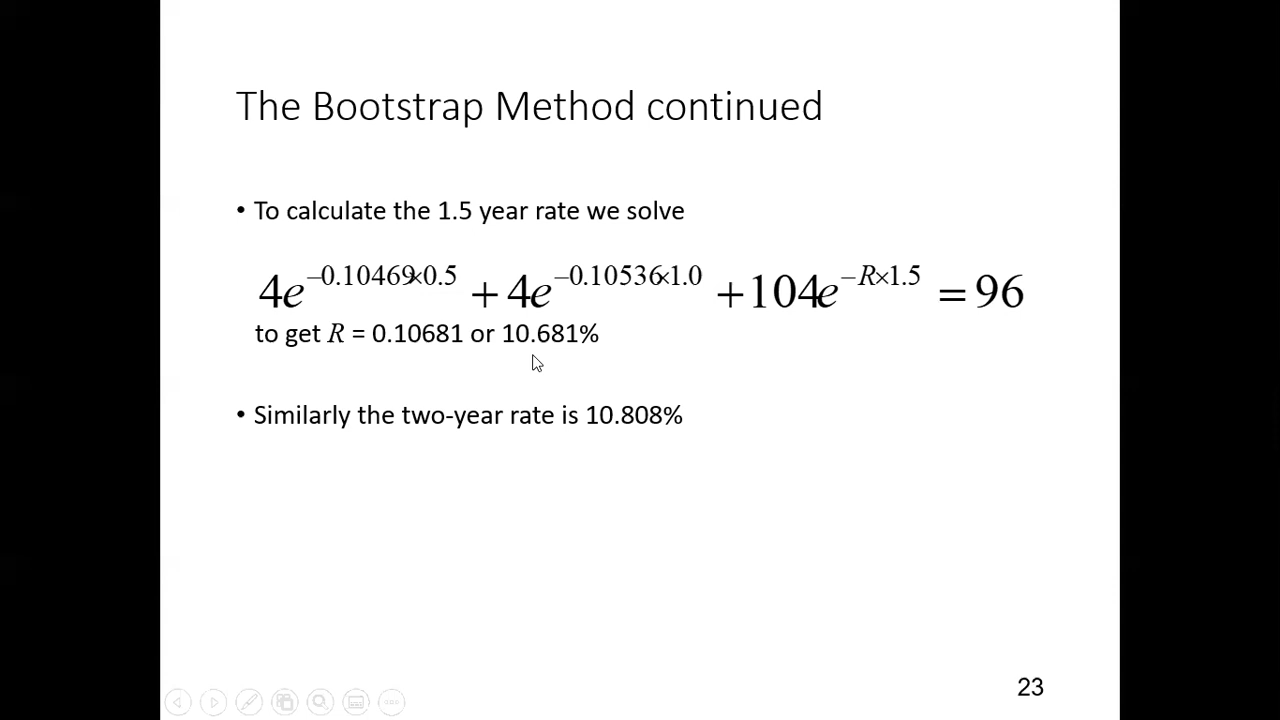 The Bootstrap Method continued
• To calculate the 1.5 year rate we solve
4e^{−0.10469×0.5} + 4e^{−0.10536×1.0} + 104e^{−R×1.5} = 96
to get R = 0.10681 or 10.681%
• Similarly the two-year rate is 10.808%
23